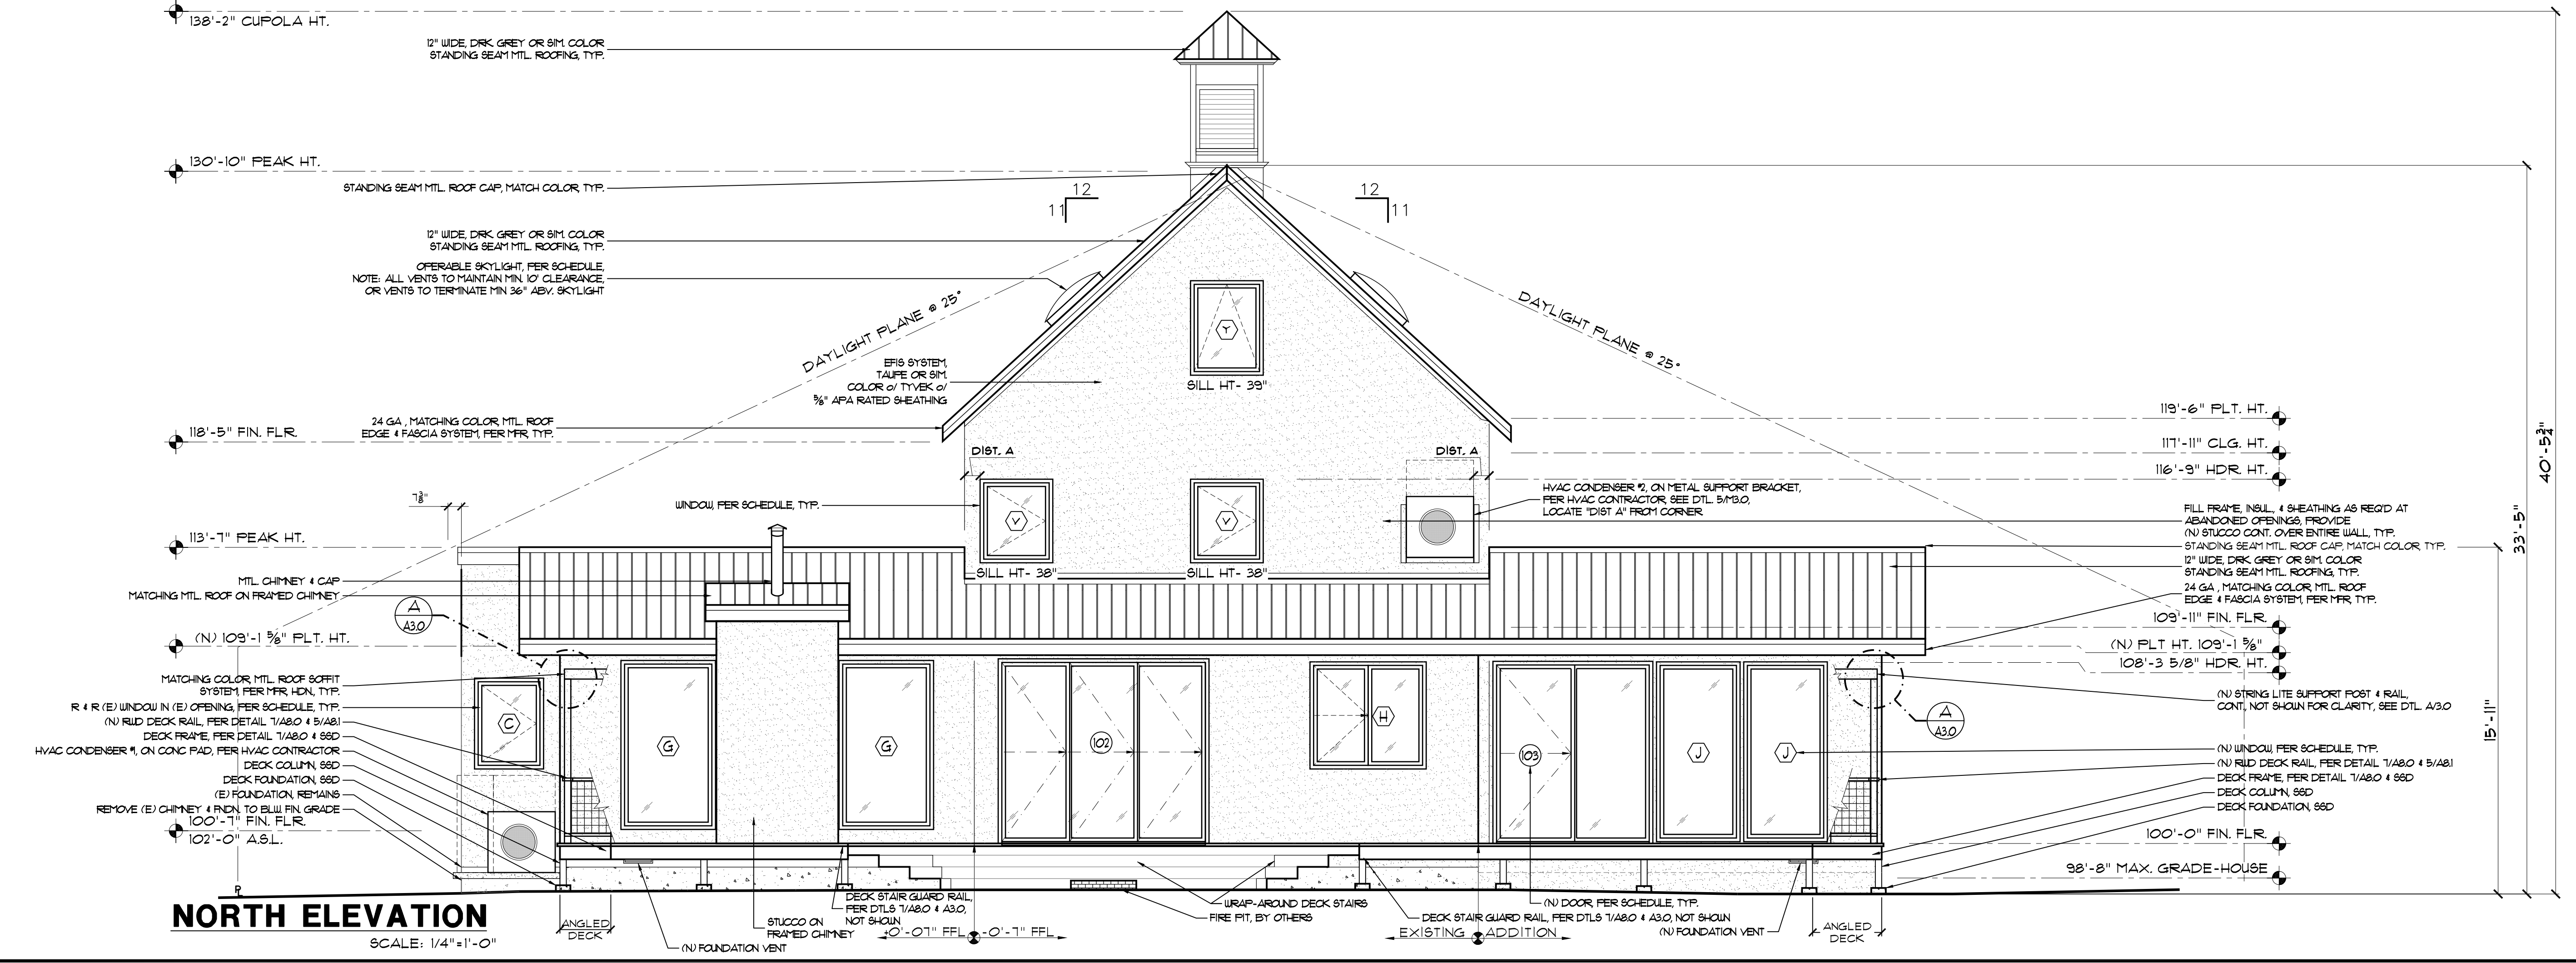 138'-2" CUPOLA HT.
12" WIDE, DRK. GREY OR SIM. COLOR
STANDING SEAM MTL. ROOFING, TYP.
130'-10" PEAK HT.
STANDING SEAM MTL. ROOF CAP, MATCH COLOR, TYP.
12
11
12
11
12" WIDE, DRK. GREY OR SIM. COLOR
STANDING SEAM MTL. ROOFING, TYP.
OPERABLE SKYLIGHT, PER SCHEDULE,
NOTE: ALL VENTS TO MAINTAIN MIN. 10' CLEARANCE,
OR VENTS TO TERMINATE MIN 36" ABV. SKYLIGHT
DAYLIGHT PLANE @ 25°
DAYLIGHT PLANE @ 25°
Y
SILL HT- 39"
EFIS SYSTEM,
TAUPE OR SIM.
COLOR o/ TYVEK o/
⅝" APA RATED SHEATHING
24 GA , MATCHING COLOR, MTL. ROOF
EDGE & FASCIA SYSTEM, PER MFR, TYP.
118'-5" FIN. FLR.
119'-6" PLT. HT.
117'-11" CLG. HT.
116'-9" HDR. HT.
DIST. A
DIST. A
7⅜"
WINDOW, PER SCHEDULE, TYP.
V
V
SILL HT- 38"
SILL HT- 38"
HVAC CONDENSER #2, ON METAL SUPPORT BRACKET,
PER HVAC CONTRACTOR, SEE DTL. 5/M3.0,
LOCATE "DIST A" FROM CORNER
FILL FRAME, INSUL., & SHEATHING AS REQ'D AT
ABANDONED OPENINGS, PROVIDE
(N) STUCCO CONT. OVER ENTIRE WALL, TYP.
STANDING SEAM MTL. ROOF CAP, MATCH COLOR, TYP.
12" WIDE, DRK. GREY OR SIM. COLOR
STANDING SEAM MTL. ROOFING, TYP.
24 GA , MATCHING COLOR, MTL. ROOF
EDGE & FASCIA SYSTEM, PER MFR, TYP.
40'-5¾"
33'-5"
15'-11"
113'-7" PEAK HT.
MTL. CHIMNEY & CAP
MATCHING MTL. ROOF ON FRAMED CHIMNEY
A
A3.0
(N) 109'-1 ⅝" PLT. HT.
109'-11" FIN. FLR.
(N) PLT HT. 109'-1 ⅝"
108'-3 5/8" HDR. HT.
MATCHING COLOR, MTL. ROOF SOFFIT
SYSTEM, PER MFR, HDN, TYP.
R & R (E) WINDOW IN (E) OPENING, PER SCHEDULE, TYP.
(N) RWD DECK RAIL, PER DETAIL 7/A8.0 & 5/A8.1
DECK FRAME, PER DETAIL 7/A8.0 & SSD
HVAC CONDENSER #1, ON CONC PAD, PER HVAC CONTRACTOR
DECK COLUMN, SSD
DECK FOUNDATION, SSD
(E) FOUNDATION, REMAINS
REMOVE (E) CHIMNEY & FNDN. TO BLW. FIN. GRADE
100'-7" FIN. FLR.
102'-0" A.S.L.
C
G
G
102
H
103
J
J
A
A3.0
(N) STRING LITE SUPPORT POST & RAIL,
CONT, NOT SHOWN FOR CLARITY, SEE DTL. A/3.0
(N) WINDOW, PER SCHEDULE, TYP.
(N) RWD DECK RAIL, PER DETAIL 7/A8.0 & 5/A8.1
DECK FRAME, PER DETAIL 7/A8.0 & SSD
DECK COLUMN, SSD
DECK FOUNDATION, SSD
100'-0" FIN. FLR.
98'-8" MAX. GRADE-HOUSE
PL
NORTH ELEVATION
SCALE: 1/4"=1'-0"
ANGLED
DECK
(N) FOUNDATION VENT
STUCCO ON
FRAMED CHIMNEY
DECK STAIR GUARD RAIL,
PER DTLS 7/A8.0 & A3.0,
NOT SHOWN
+0'-07" FFL
-0'-7" FFL
WRAP-AROUND DECK STAIRS
FIRE PIT, BY OTHERS
(N) DOOR, PER SCHEDULE, TYP.
DECK STAIR GUARD RAIL, PER DTLS 7/A8.0 & A3.0, NOT SHOWN
EXISTING
ADDITION
(N) FOUNDATION VENT
ANGLED
DECK